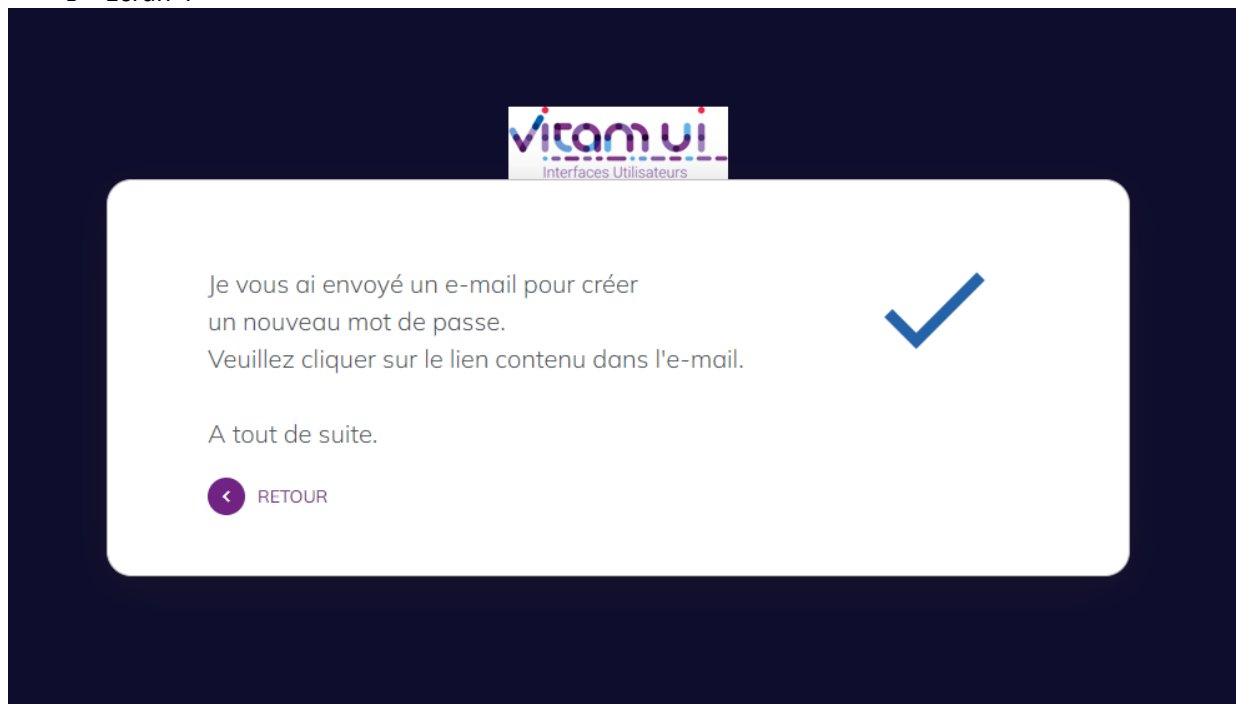 vitam ui
Interfaces Utilisateurs
Je vous ai envoyé un e-mail pour créer
un nouveau mot de passe.
Veuillez cliquer sur le lien contenu dans l'e-mail.
A tout de suite.
RETOUR